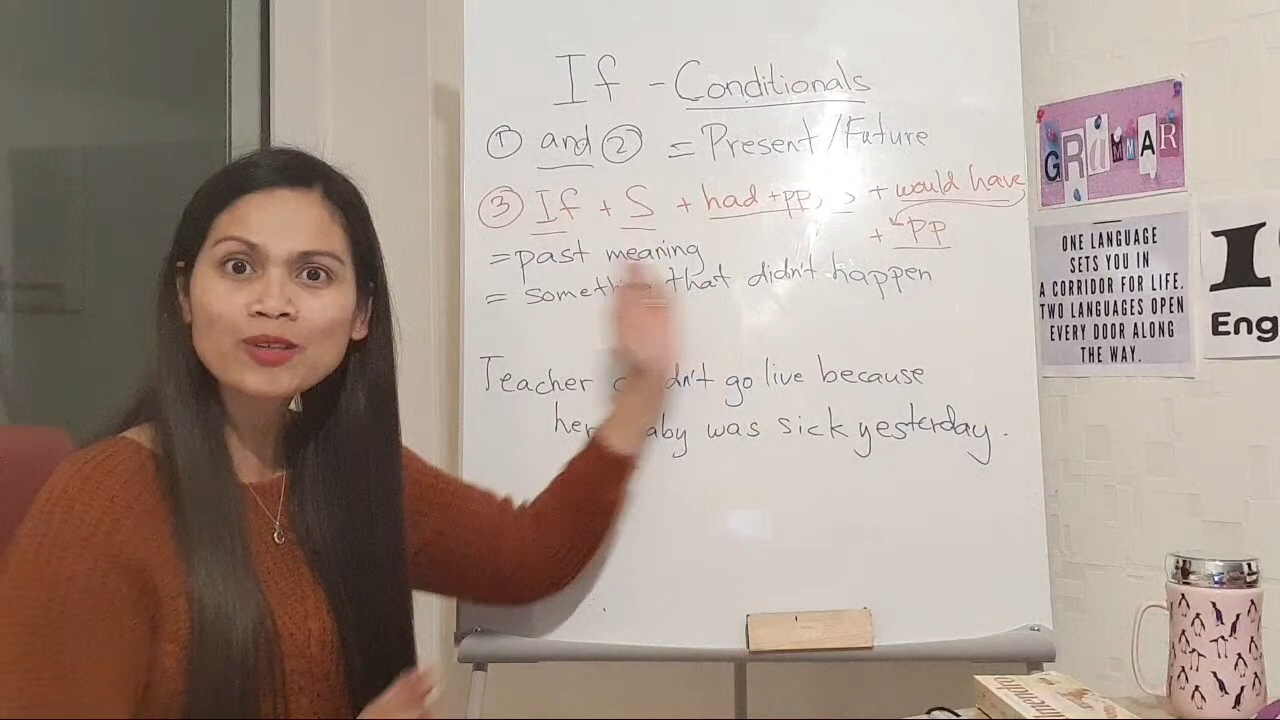 If - Conditionals
① and ② = Present/Future
③ If + S + had + pp, > + would have
+ pp
= past meaning
= something that didn't happen
Teacher couldn't go live because
her baby was sick yesterday.
GRAMMAR
ONE LANGUAGE
SETS YOU IN
A CORRIDOR FOR LIFE.
TWO LANGUAGES OPEN
EVERY DOOR ALONG
THE WAY.
I
Eng